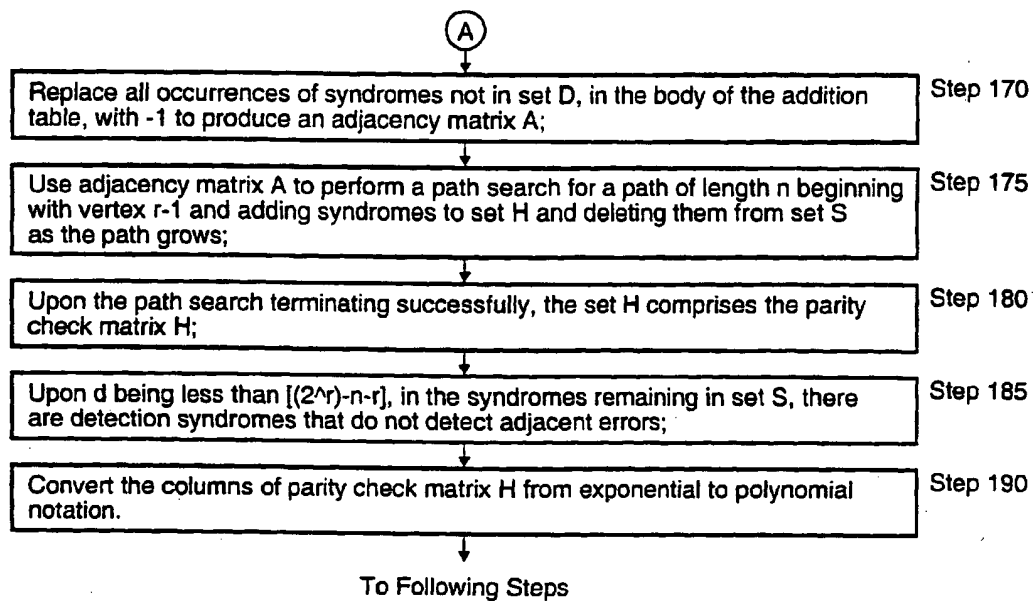 A
Replace all occurrences of syndromes not in set D, in the body of the addition
table, with -1 to produce an adjacency matrix A;
Step 170
Use adjacency matrix A to perform a path search for a path of length n beginning
with vertex r-1 and adding syndromes to set H and deleting them from set S
as the path grows;
Step 175
Upon the path search terminating successfully, the set H comprises the parity
check matrix H;
Step 180
Upon d being less than [(2^r)-n-r], in the syndromes remaining in set S, there
are detection syndromes that do not detect adjacent errors;
Step 185
Convert the columns of parity check matrix H from exponential to polynomial
notation.
Step 190
To Following Steps